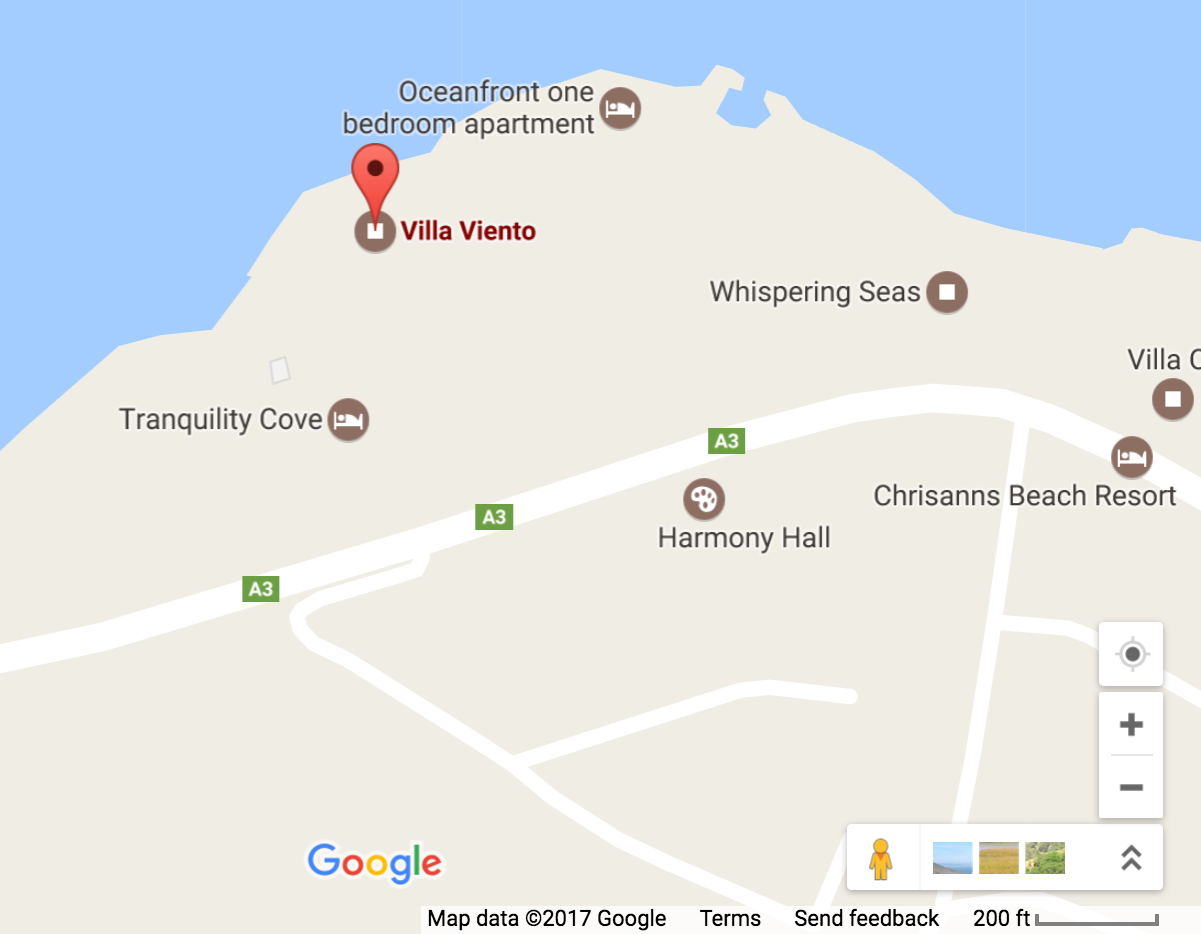 Oceanfront one
bedroom apartment
Villa Viento
Whispering Seas
Villa C
Tranquility Cove
A3
Chrisanns Beach Resort
A3
Harmony Hall
A3
Google
Map data ©2017 Google Terms Send feedback 200 ft